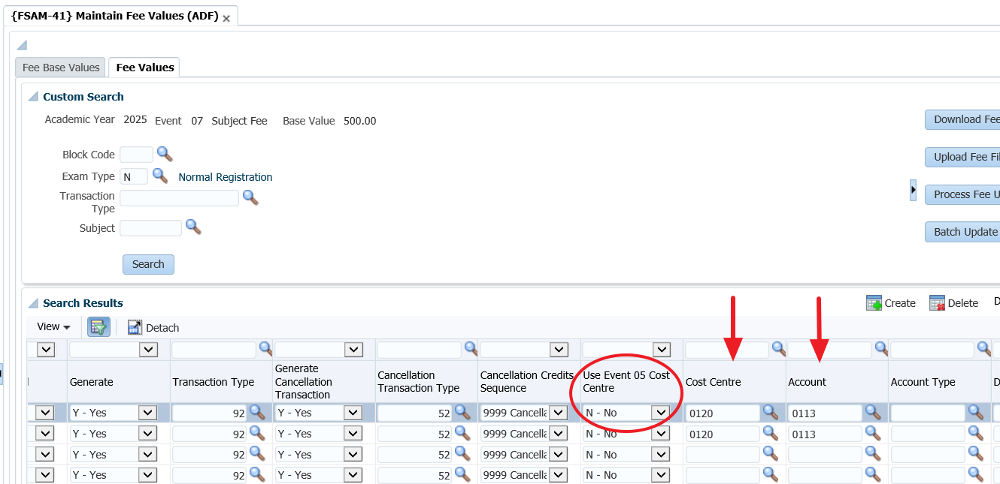 {FSAM-41} Maintain Fee Values (ADF)
Fee Base Values Fee Values
Custom Search
Academic Year 2025 Event 07 Subject Fee Base Value 500.00
Download Fee
Block Code
Upload Fee Fil
Exam Type N Normal Registration
Transaction
Type
Process Fee U
Subject
Batch Update
Search
Search Results
Create Delete D
View Detach
Generate
Transaction Type
Generate
Cancellation
Transaction
Cancellation
Transaction Type
Cancellation Credits
Sequence
Use Event 05 Cost
Centre
Cost Centre
Account
Account Type
D
Y - Yes 92 Y - Yes 52 9999 Cancella N - No 0120 0113
Y - Yes 92 Y - Yes 52 9999 Cancella N - No 0120 0113
Y - Yes 92 Y - Yes 52 9999 Cancella N - No
Y - Yes 92 Y - Yes 52 9999 Cancella N - No